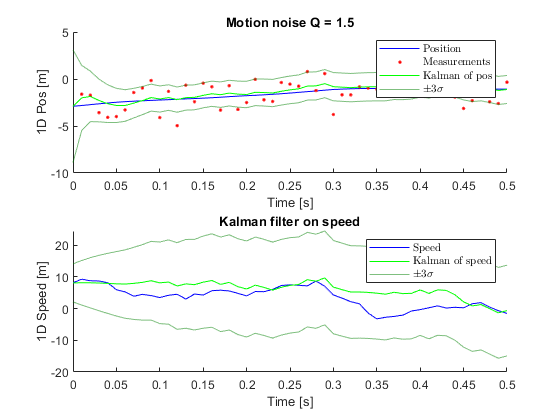 Motion noise Q = 1.5
5
0
-5
-10
1D Pos [m]
Position
Measurements
Kalman of pos
±3σ
0 0.05 0.1 0.15 0.2 0.25 0.3 0.35 0.4 0.45 0.5
Time [s]
Kalman filter on speed
20
10
0
-10
-20
1D Speed [m]
Speed
Kalman of speed
±3σ
0 0.05 0.1 0.15 0.2 0.25 0.3 0.35 0.4 0.45 0.5
Time [s]